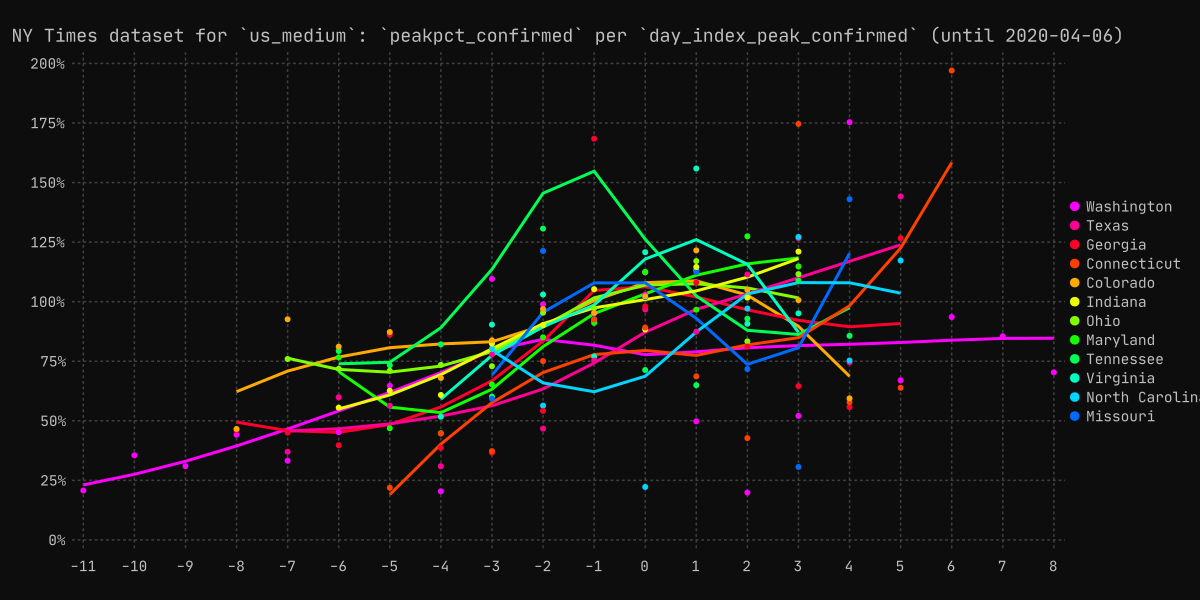 NY Times dataset for `us_medium`: `peakpct_confirmed` per `day_index_peak_confirmed` (until 2020-04-06)
200%
175%
150%
125%
100%
75%
50%
25%
0%
-11 -10 -9 -8 -7 -6 -5 -4 -3 -2 -1 0 1 2 3 4 5 6 7 8
Washington
Texas
Georgia
Connecticut
Colorado
Indiana
Ohio
Maryland
Tennessee
Virginia
North Carolin
Missouri